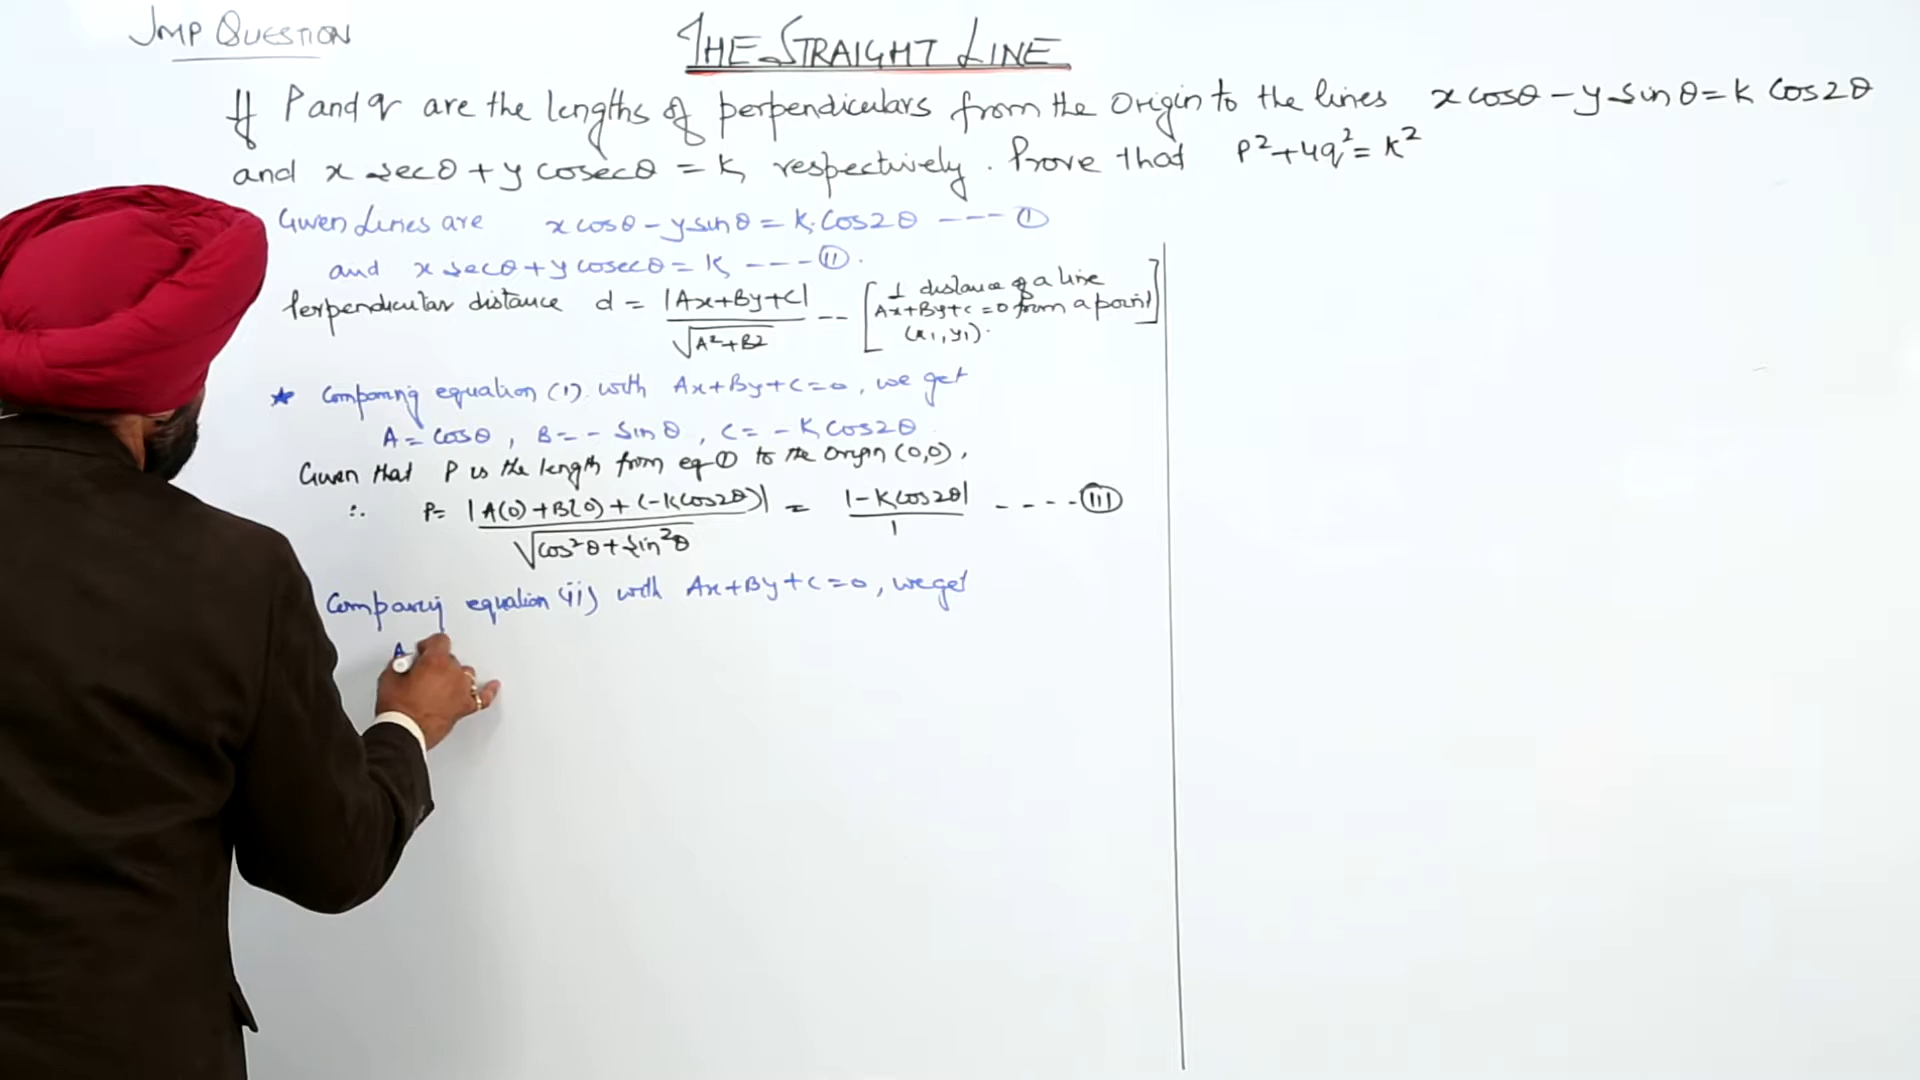 IMP QUESTION
THE STRAIGHT LINE
If P and q are the lengths of perpendiculars from the Origin to the lines x cosθ - y sinθ = K cos2θ
and x secθ + y cosecθ = K, respectively. Prove that P² + 4q² = K²
Given Lines are x cosθ - y sinθ = K Cos2θ ---- (I)
and x secθ + y cosecθ = K ---- (II).
Perpendicular distance d = |Ax+By+C| / √A²+B² -- [⊥ distance of a line Ax+By+C=0 from a point (x₁, y₁).]
* Comparing equation (1) with Ax+By+C=0, we get
A = Cosθ, B = - Sinθ, C = - K Cos2θ
Given that P is the length from eq (1) to the Origin (0,0),
∴ P = |A(0)+B(0)+(-K Cos2θ)| / √Cos²θ+Sin²θ = |-K Cos2θ| / 1 ---- (III)
Comparing equation (ii) with Ax+By+C=0, we get
A